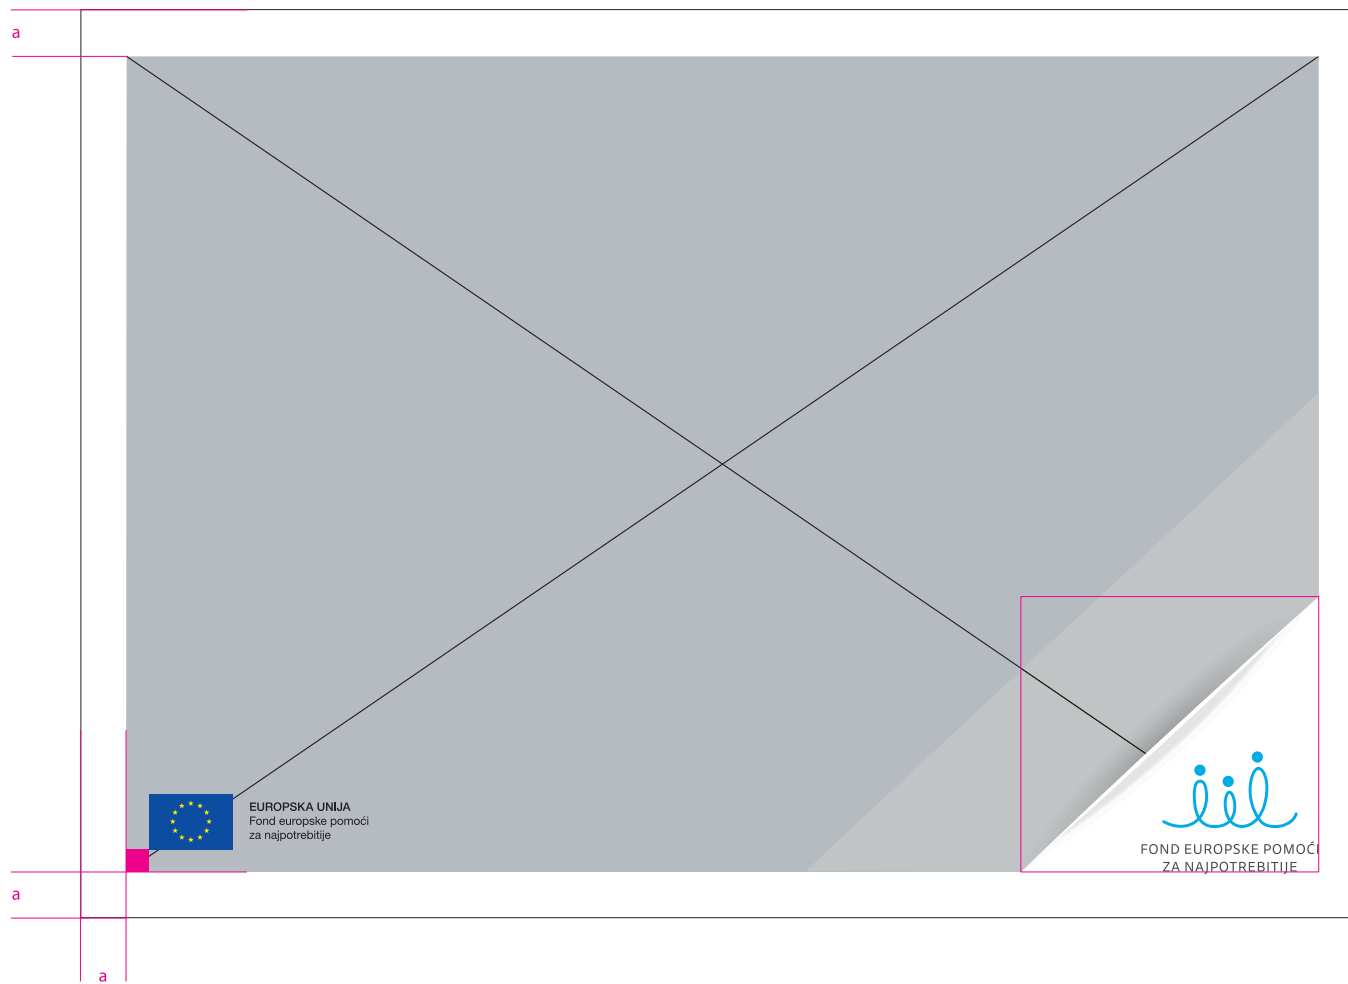 a
EUROPSKA UNIJA
Fond europske pomoći
za najpotrebitije
FOND EUROPSKE POMOĆI
ZA NAJPOTREBITIJE
a
a